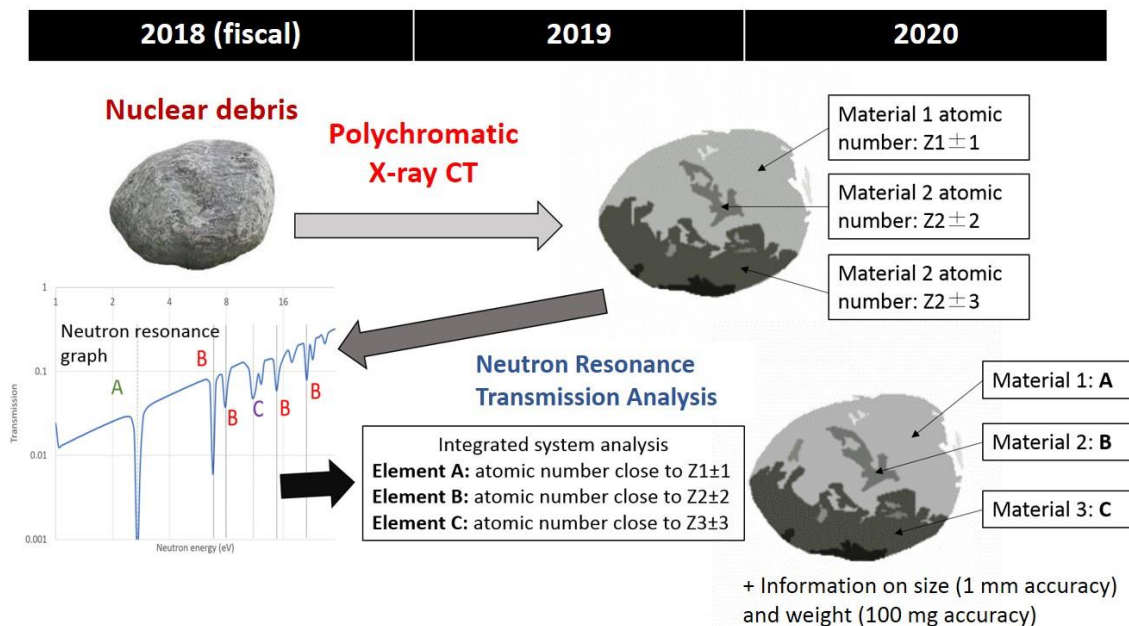 2018 (fiscal)
2019
2020
Nuclear debris
Polychromatic
X-ray CT
Material 1 atomic
number: Z1±1
Material 2 atomic
number: Z2±2
Material 2 atomic
number: Z2±3
1
1
2
4
8
16
Neutron resonance
graph
0.1
0.01
0.001
Transmission
A
B
B
C
B
B
Neutron energy (eV)
Neutron Resonance
Transmission Analysis
Integrated system analysis
Element A: atomic number close to Z1±1
Element B: atomic number close to Z2±2
Element C: atomic number close to Z3±3
Material 1: A
Material 2: B
Material 3: C
+ Information on size (1 mm accuracy)
and weight (100 mg accuracy)